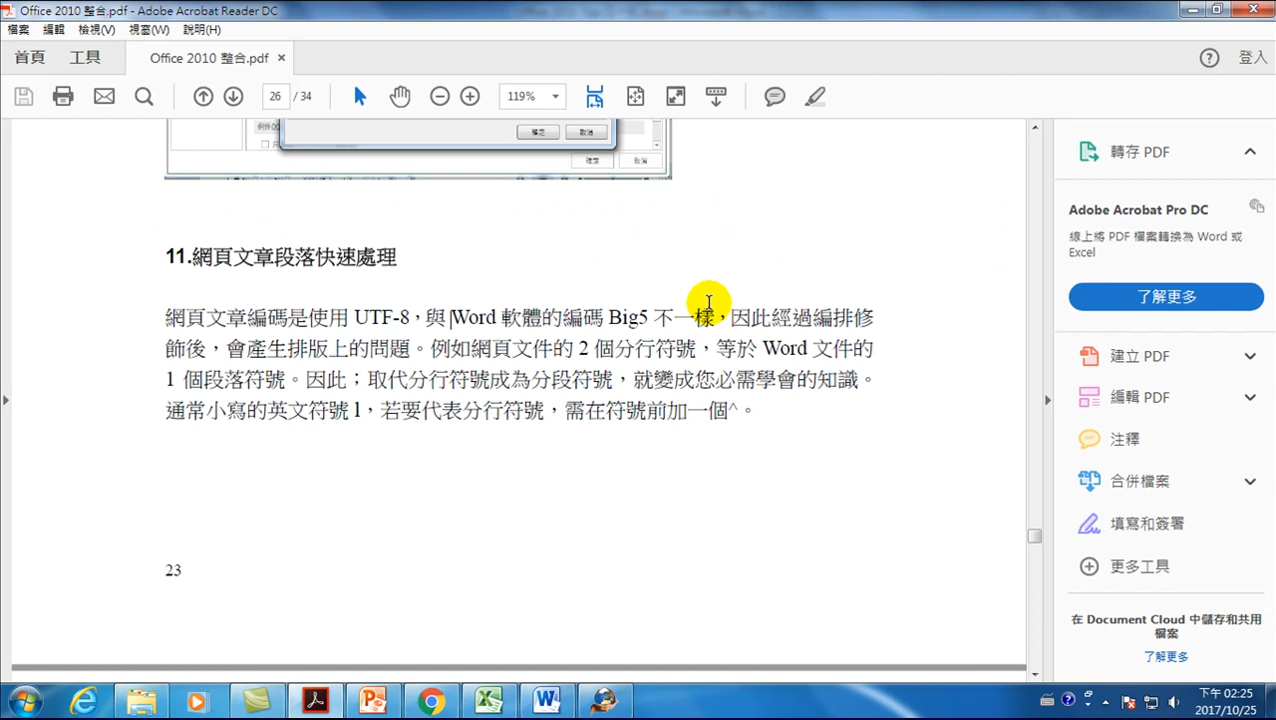 Office 2010 整合.pdf - Adobe Acrobat Reader DC
檔案 編輯 檢視(V) 視窗(W) 說明(H)
首頁 工具 Office 2010 整合.pdf × 登入
26 / 34 119%
確定 取消
確定 取消
11.網頁文章段落快速處理
網頁文章編碼是使用 UTF-8，與 Word 軟體的編碼 Big5 不一樣，因此經過編排修
飾後，會產生排版上的問題。例如網頁文件的 2 個分行符號，等於 Word 文件的
1 個段落符號。因此；取代分行符號成為分段符號，就變成您必需學會的知識。
通常小寫的英文符號 l，若要代表分行符號，需在符號前加一個^。
23
轉存 PDF
Adobe Acrobat Pro DC
線上將 PDF 檔案轉換為 Word 或
Excel
了解更多
建立 PDF
編輯 PDF
注釋
合併檔案
填寫和簽署
更多工具
在 Document Cloud 中儲存和共用
檔案
了解更多
下午 02:25
2017/10/25